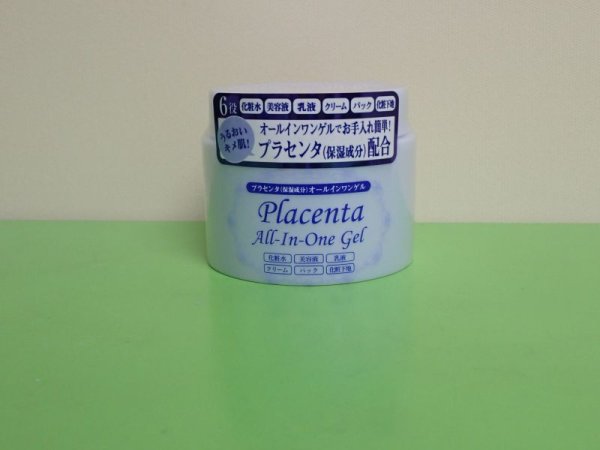 6役 化粧水 美容液 乳液 クリーム パック 化粧下地
うるおい
キメ肌!
オールインワンゲルでお手入れ簡単!
プラセンタ(保湿成分)配合
プラセンタ(保湿成分)オールインワンゲル
Placenta
All-In-One Gel
化粧水 美容液 乳液
クリーム パック 化粧下地